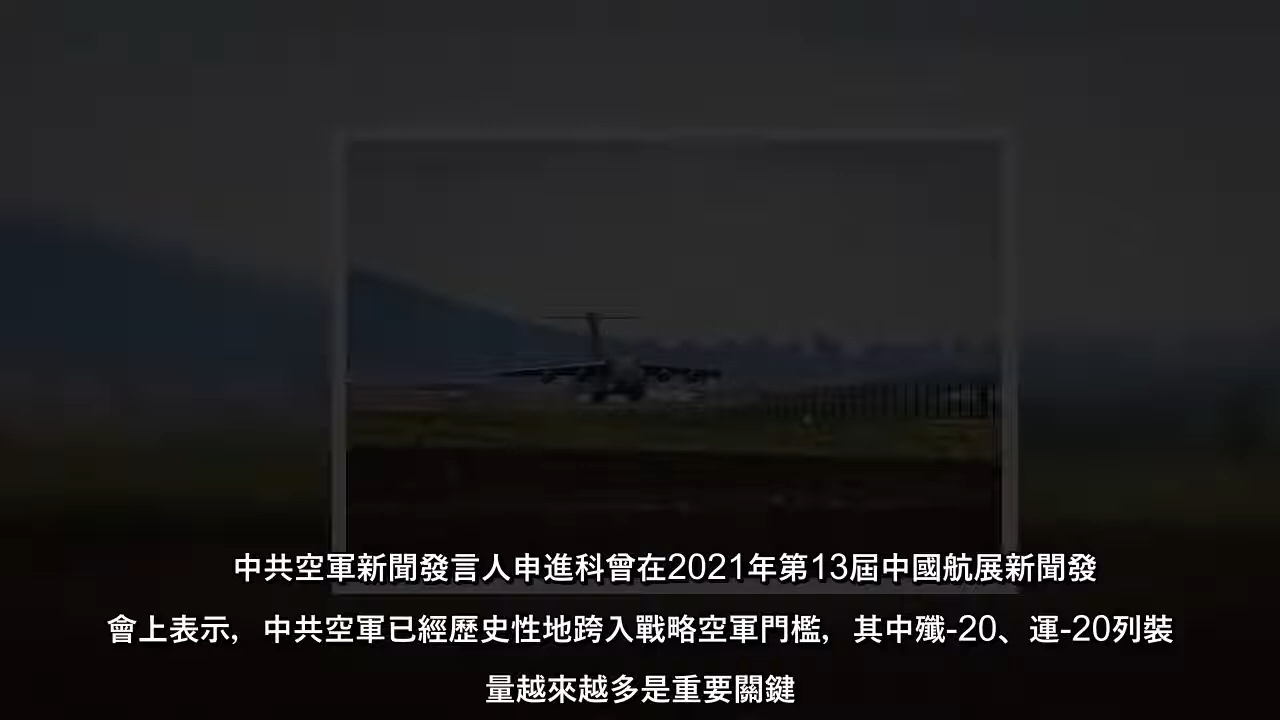 中共空軍新聞發言人申進科曾在2021年第13屆中國航展新聞發
會上表示，中共空軍已經歷史性地跨入戰略空軍門檻，其中殲-20、運-20列裝
量越來越多是重要關鍵